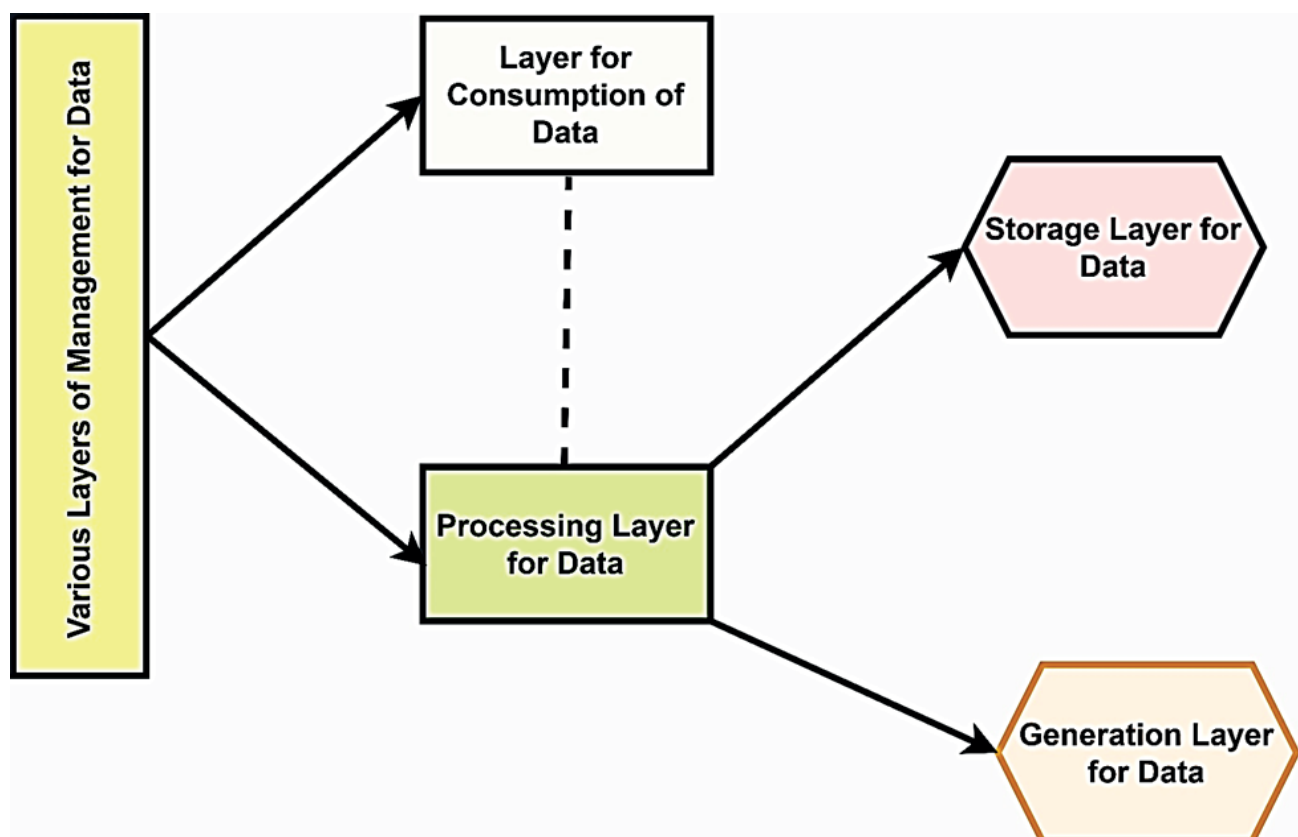 Various Layers of Management for Data
Layer for
Consumption of
Data
Storage Layer for
Data
Processing Layer
for Data
Generation Layer
for Data